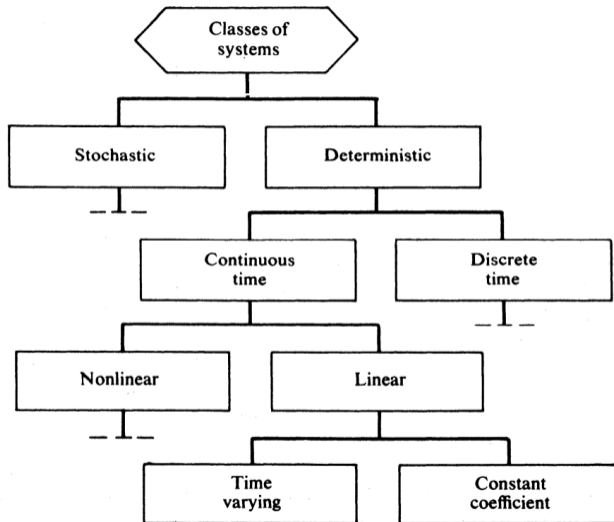 Classes of
systems
Stochastic
Deterministic
Continuous
time
Discrete
time
Nonlinear
Linear
Time
varying
Constant
coefficient